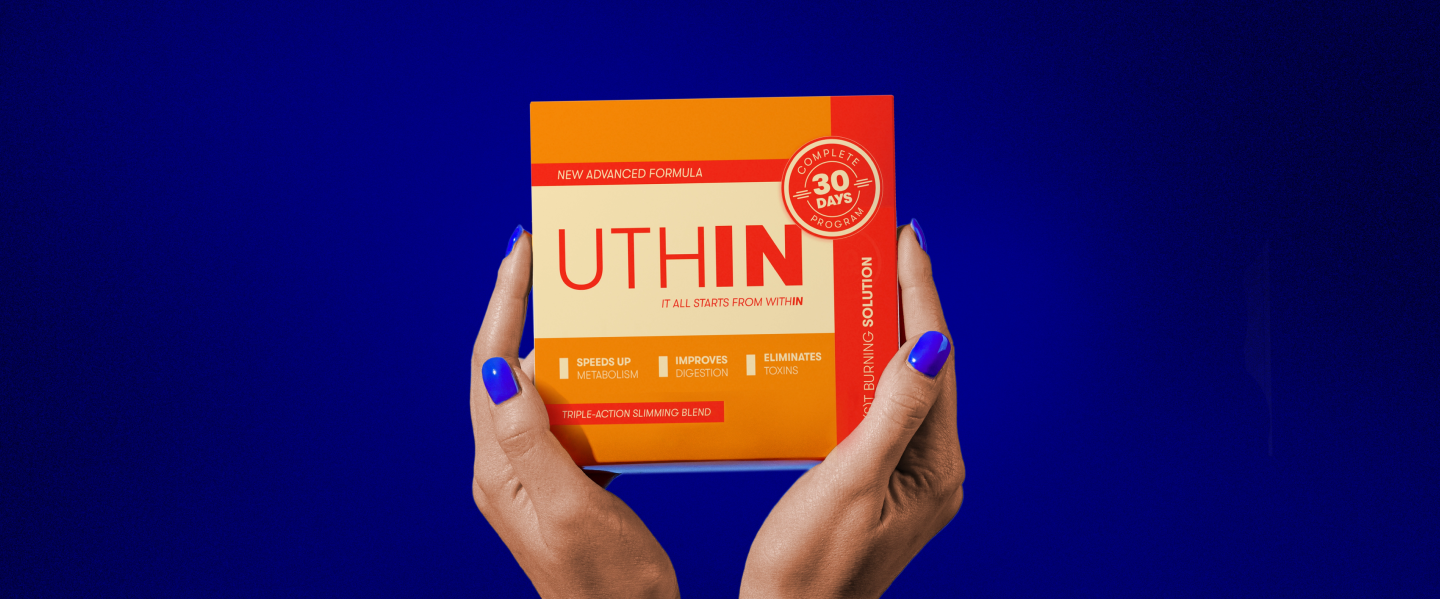 NEW ADVANCED FORMULA
COMPLETE
30
DAYS
PROGRAM
UTHIN
IT ALL STARTS FROM WITHIN
SPEEDS UP
METABOLISM
IMPROVES
DIGESTION
ELIMINATES
TOXINS
TRIPLE-ACTION SLIMMING BLEND
BURNING SOLUTION